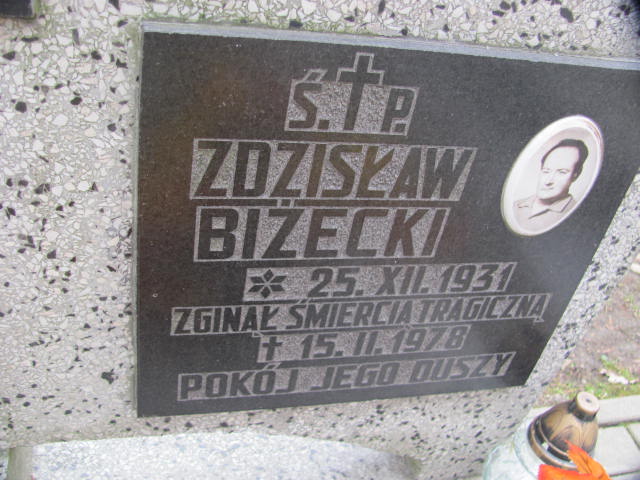 Ś. † P.
ZDZISŁAW
BIŻECKI
* 25. XII. 1931
ZGINĄŁ ŚMIERCIĄ TRAGICZNĄ
† 15. II. 1978
POKÓJ JEGO DUSZY